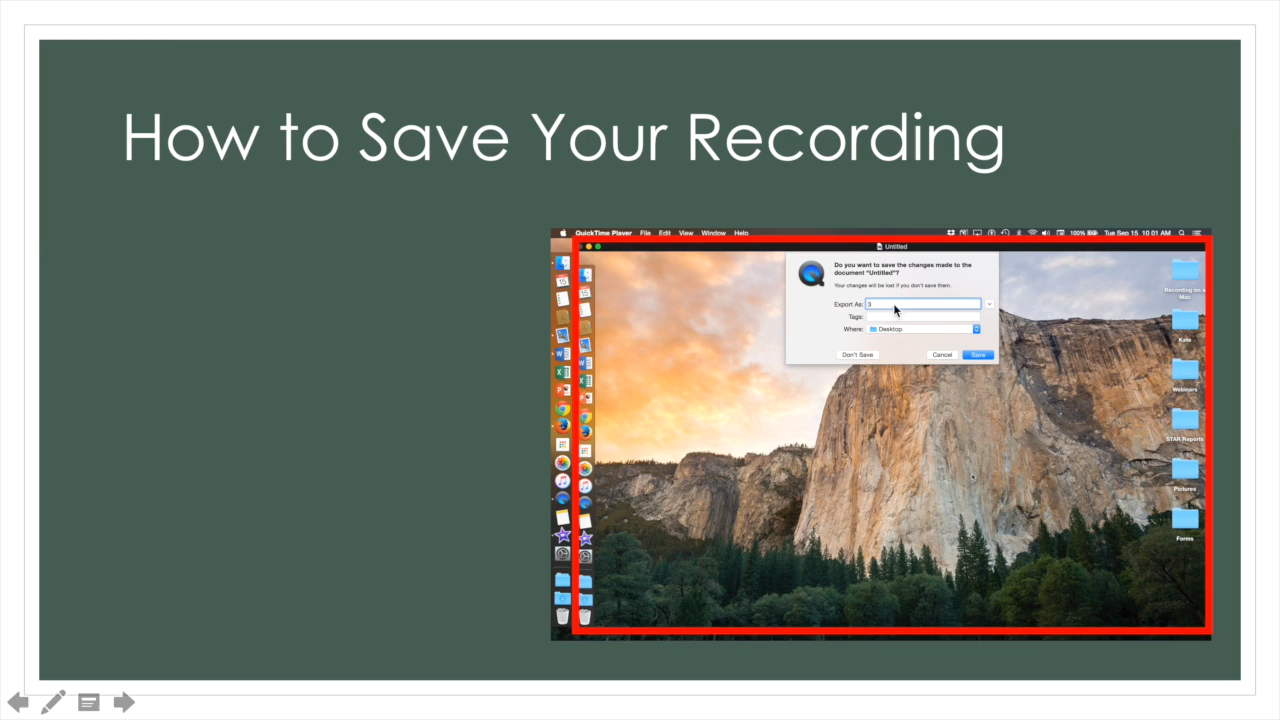 How to Save Your Recording
QuickTime Player File Edit View Window Help 100% Tue Sep 15 10:01 AM
Untitled
Do you want to save the changes made to the
document “Untitled”?
Your changes will be lost if you don’t save them.
Export As: 3
Tags:
Where: Desktop
Don’t Save Cancel Save
Recording on a
Mac
Kate
Webinars
STAR Reports
Pictures
Forms